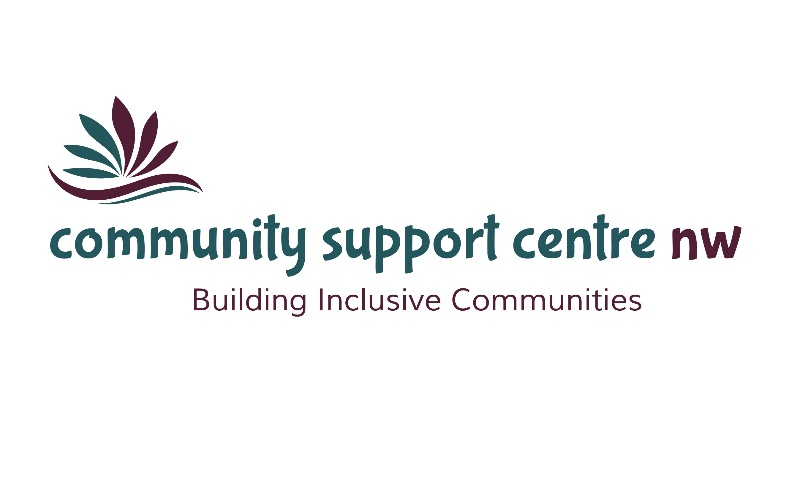 community support centre nw
Building Inclusive Communities